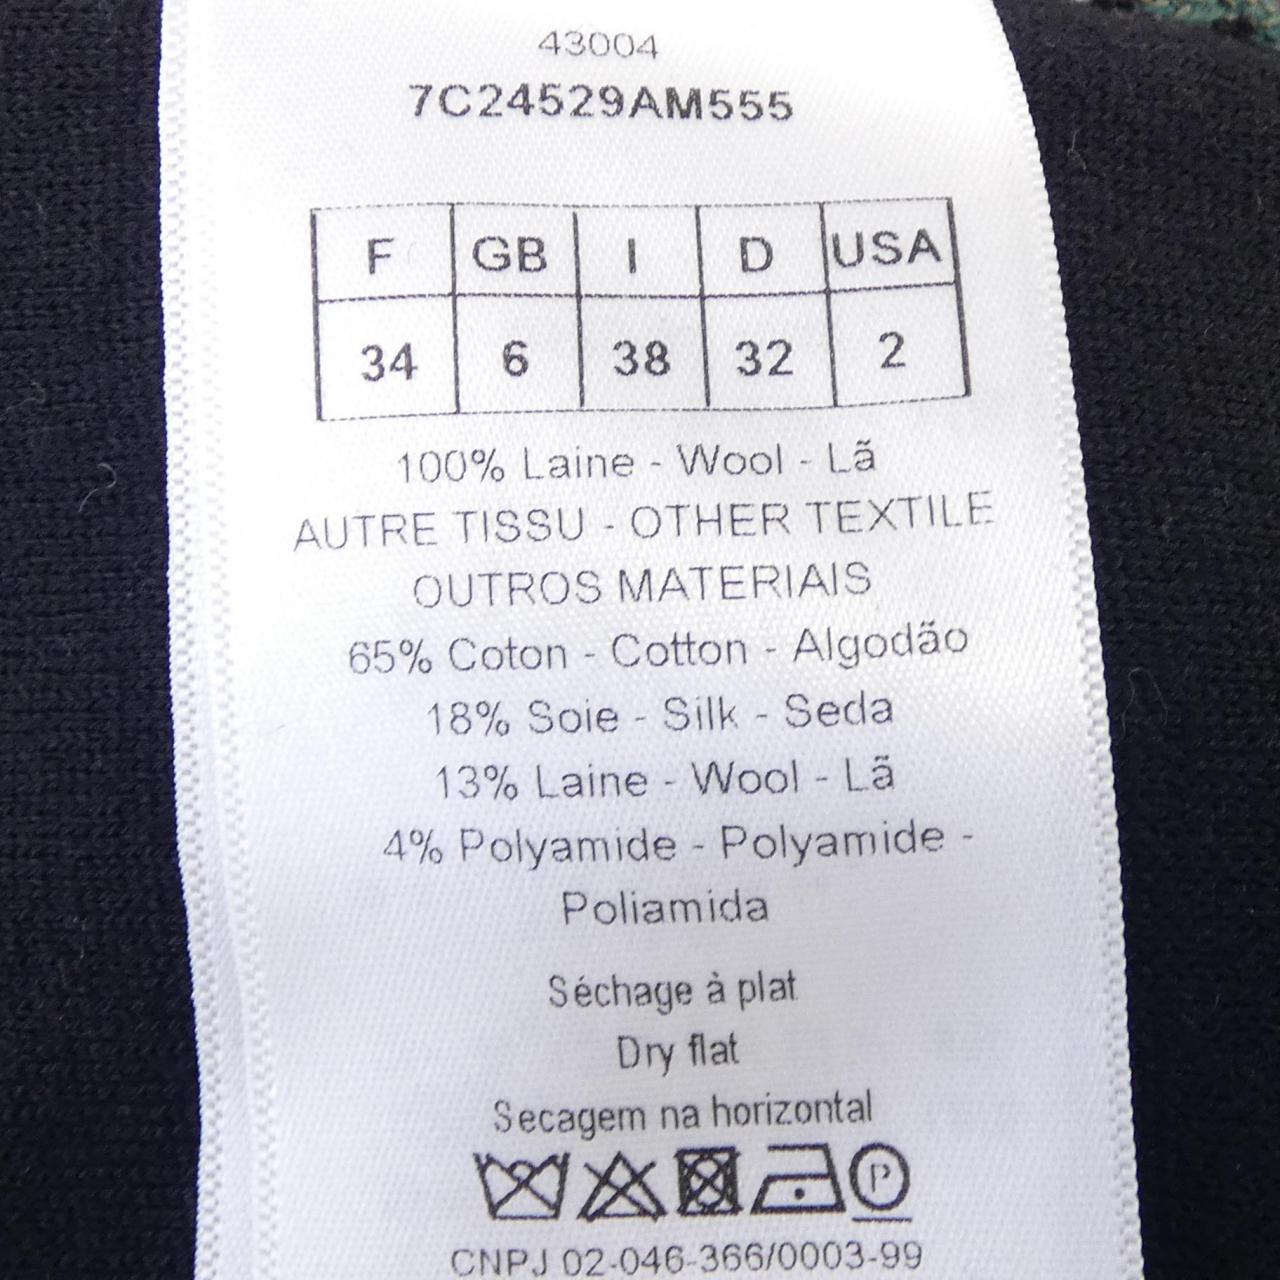 43004
7C24529AM555
F GB I D USA
34 6 38 32 2
100% Laine - Wool - Lã
AUTRE TISSU - OTHER TEXTILE
OUTROS MATERIAIS
65% Coton - Cotton - Algodão
18% Soie - Silk - Seda
13% Laine - Wool - Lã
4% Polyamide - Polyamide -
Poliamida
Séchage à plat
Dry flat
Secagem na horizontal
P
CNPJ 02-046-366/0003-99